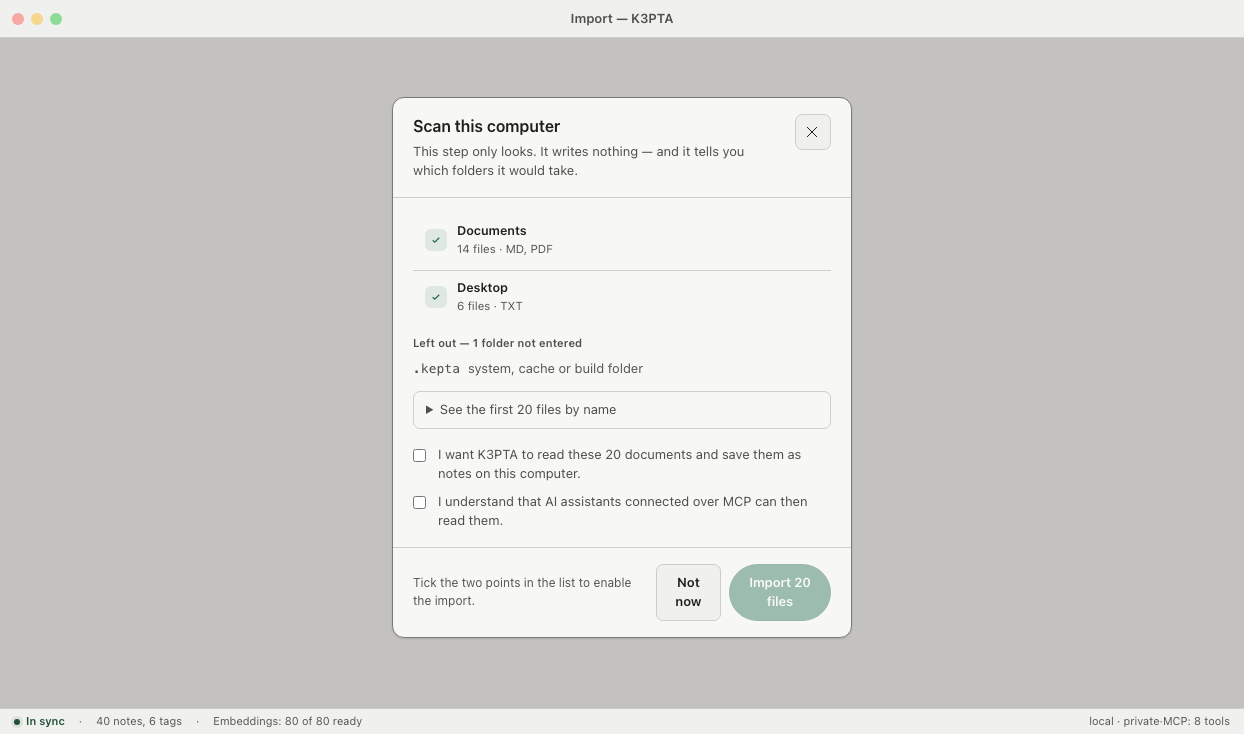 Import — K3PTA
Scan this computer
This step only looks. It writes nothing — and it tells you
which folders it would take.
Documents
14 files · MD, PDF
Desktop
6 files · TXT
Left out — 1 folder not entered
.kepta system, cache or build folder
See the first 20 files by name
I want K3PTA to read these 20 documents and save them as
notes on this computer.
I understand that AI assistants connected over MCP can then
read them.
Tick the two points in the list to enable
the import.
Not
now
Import 20
files
In sync · 40 notes, 6 tags · Embeddings: 80 of 80 ready
local · private·MCP: 8 tools